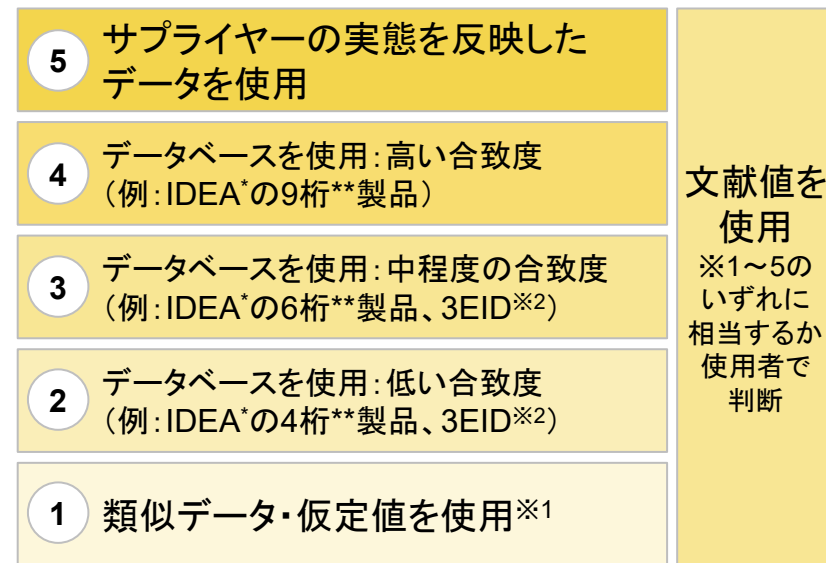 5
サプライヤーの実態を反映した
データを使用
4
データベースを使用：高い合致度
（例：IDEA*の9桁**製品）
3
データベースを使用：中程度の合致度
（例：IDEA*の6桁**製品、3EID※2）
2
データベースを使用：低い合致度
（例：IDEA*の4桁**製品、3EID※2）
1
類似データ・仮定値を使用※1
文献値を
使用
※1～5の
いずれに
相当するか
使用者で
判断